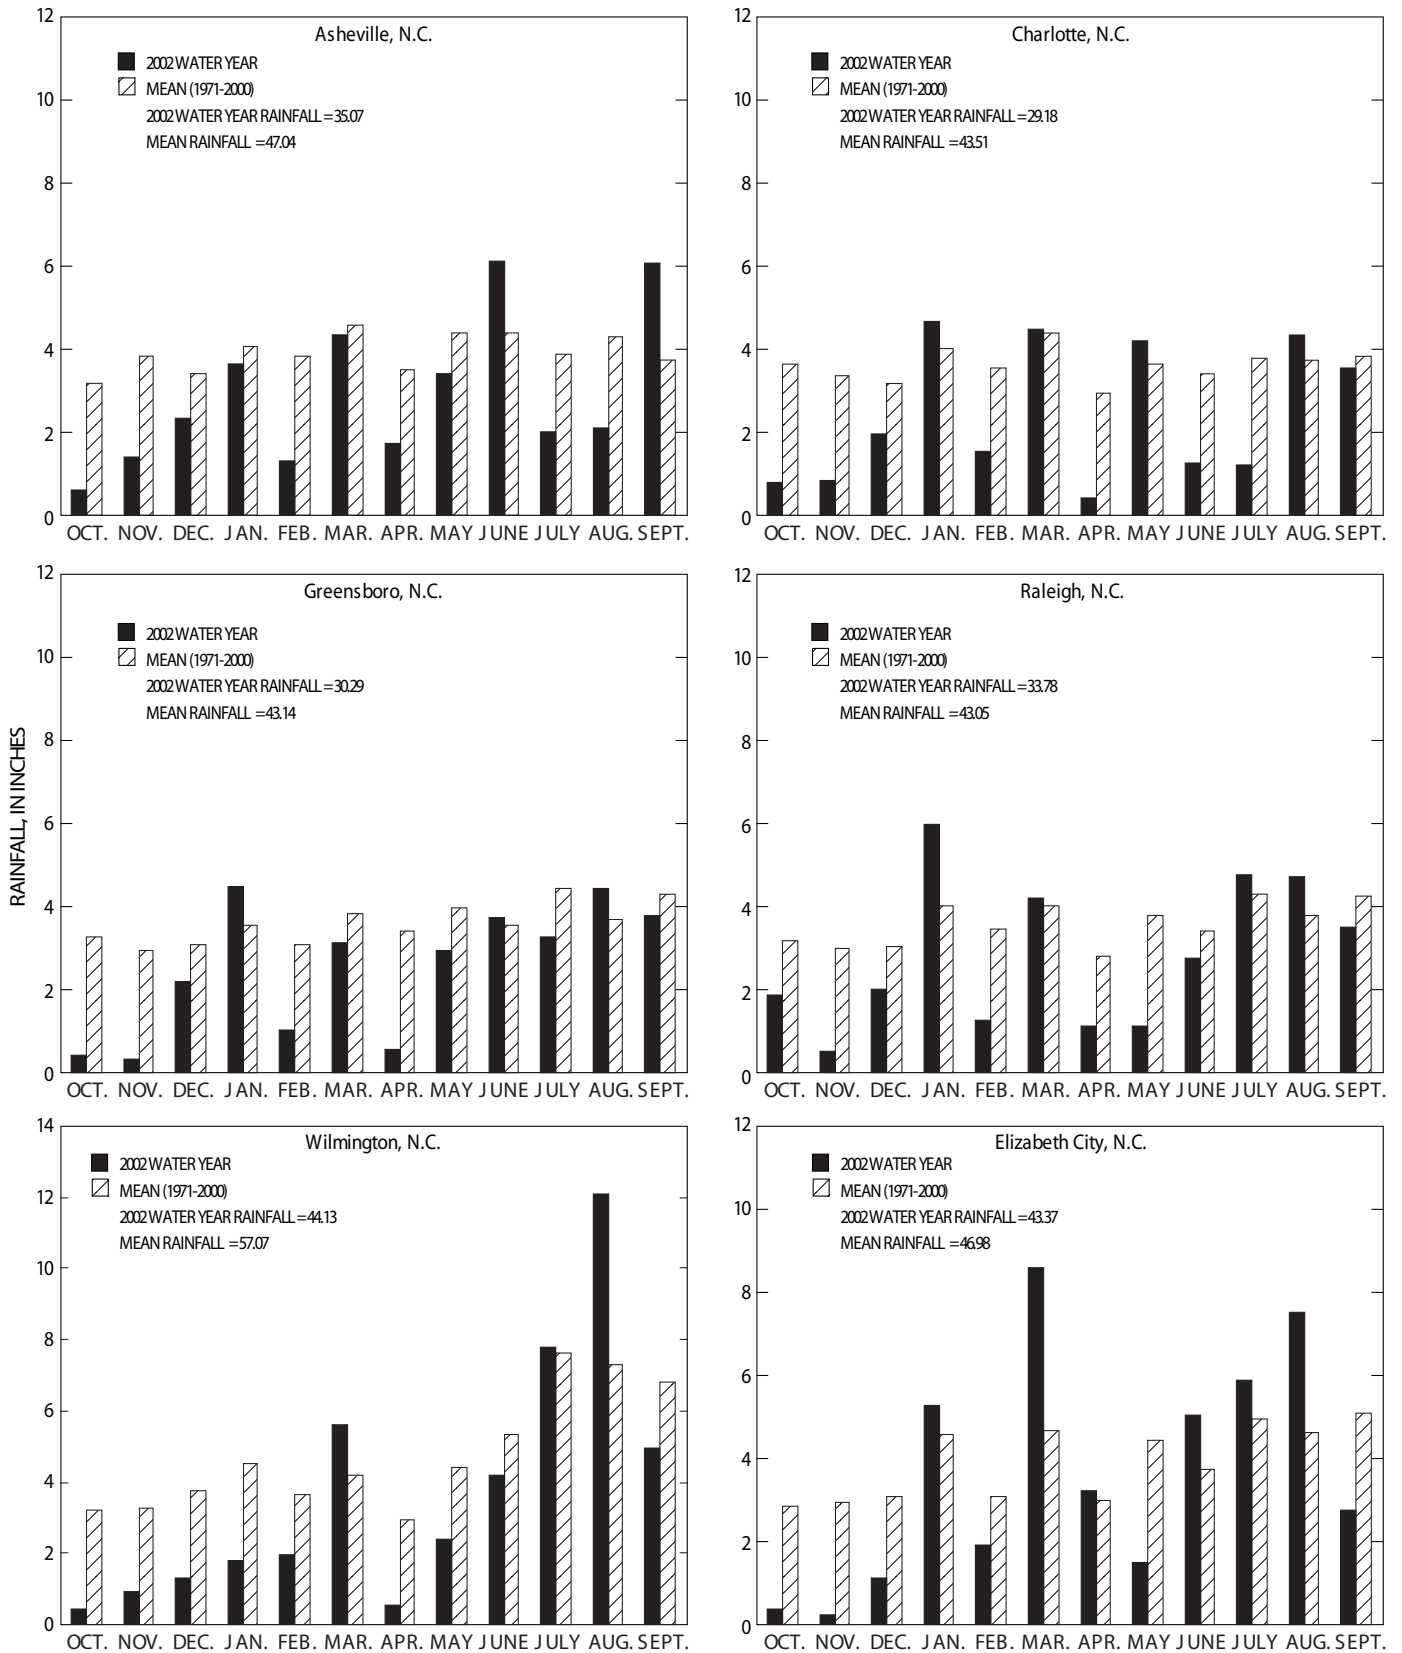 Asheville, N.C.
2002 WATER YEAR
MEAN (1971-2000)
2002 WATER YEAR RAINFALL = 35.07
MEAN RAINFALL = 47.04
12
10
8
6
4
2
0
OCT. NOV. DEC. JAN. FEB. MAR. APR. MAY JUNE JULY AUG. SEPT.
Charlotte, N.C.
2002 WATER YEAR
MEAN (1971-2000)
2002 WATER YEAR RAINFALL = 29.18
MEAN RAINFALL = 43.51
12
10
8
6
4
2
0
OCT. NOV. DEC. JAN. FEB. MAR. APR. MAY JUNE JULY AUG. SEPT.
RAINFALL, IN INCHES
Greensboro, N.C.
2002 WATER YEAR
MEAN (1971-2000)
2002 WATER YEAR RAINFALL = 30.29
MEAN RAINFALL = 43.14
12
10
8
6
4
2
0
OCT. NOV. DEC. JAN. FEB. MAR. APR. MAY JUNE JULY AUG. SEPT.
Raleigh, N.C.
2002 WATER YEAR
MEAN (1971-2000)
2002 WATER YEAR RAINFALL = 33.78
MEAN RAINFALL = 43.05
12
10
8
6
4
2
0
OCT. NOV. DEC. JAN. FEB. MAR. APR. MAY JUNE JULY AUG. SEPT.
Wilmington, N.C.
2002 WATER YEAR
MEAN (1971-2000)
2002 WATER YEAR RAINFALL = 44.13
MEAN RAINFALL = 57.07
14
12
10
8
6
4
2
0
OCT. NOV. DEC. JAN. FEB. MAR. APR. MAY JUNE JULY AUG. SEPT.
Elizabeth City, N.C.
2002 WATER YEAR
MEAN (1971-2000)
2002 WATER YEAR RAINFALL = 43.37
MEAN RAINFALL = 46.98
12
10
8
6
4
2
0
OCT. NOV. DEC. JAN. FEB. MAR. APR. MAY JUNE JULY AUG. SEPT.